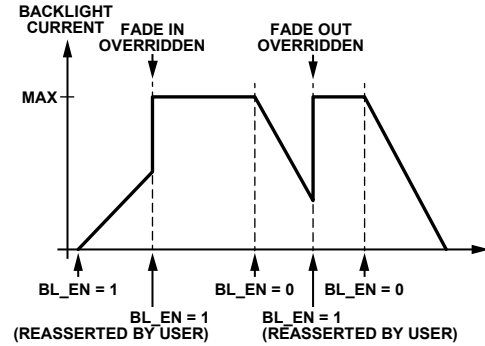 BACKLIGHT
CURRENT
FADE IN
OVERRIDDEN
FADE OUT
OVERRIDDEN
MAX
BL_EN = 1
BL_EN = 0
BL_EN = 0
BL_EN = 1
(REASSERTED BY USER)
BL_EN = 1
(REASSERTED BY USER)